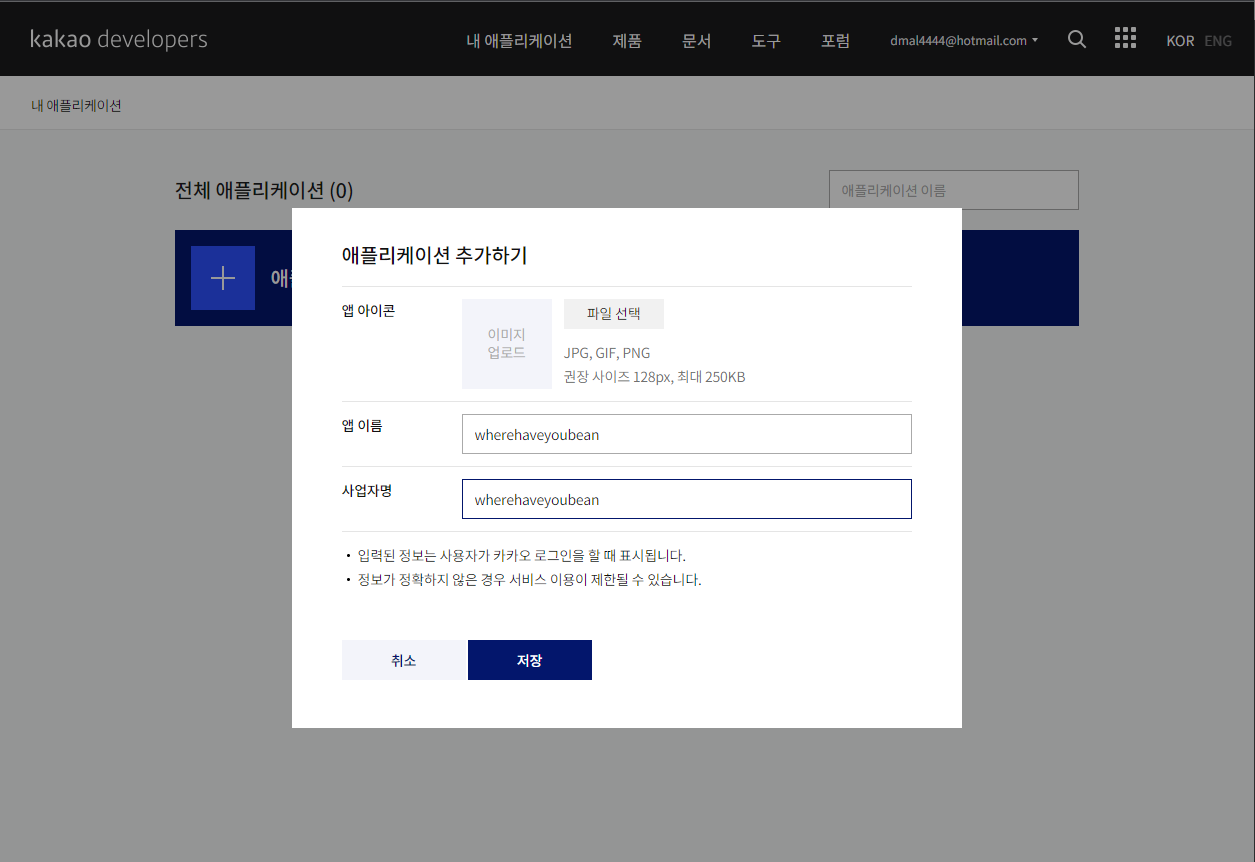 kakao developers
내 애플리케이션 제품 문서 도구 포럼 dmal4444@hotmail.com KOR ENG
내 애플리케이션
전체 애플리케이션 (0)
애플리케이션 이름
애플리케이션 추가하기
앱 아이콘
이미지
업로드
파일 선택
JPG, GIF, PNG
권장 사이즈 128px, 최대 250KB
앱 이름
wherehaveyoubean
사업자명
wherehaveyoubean
• 입력된 정보는 사용자가 카카오 로그인을 할 때 표시됩니다.
• 정보가 정확하지 않은 경우 서비스 이용이 제한될 수 있습니다.
취소 저장